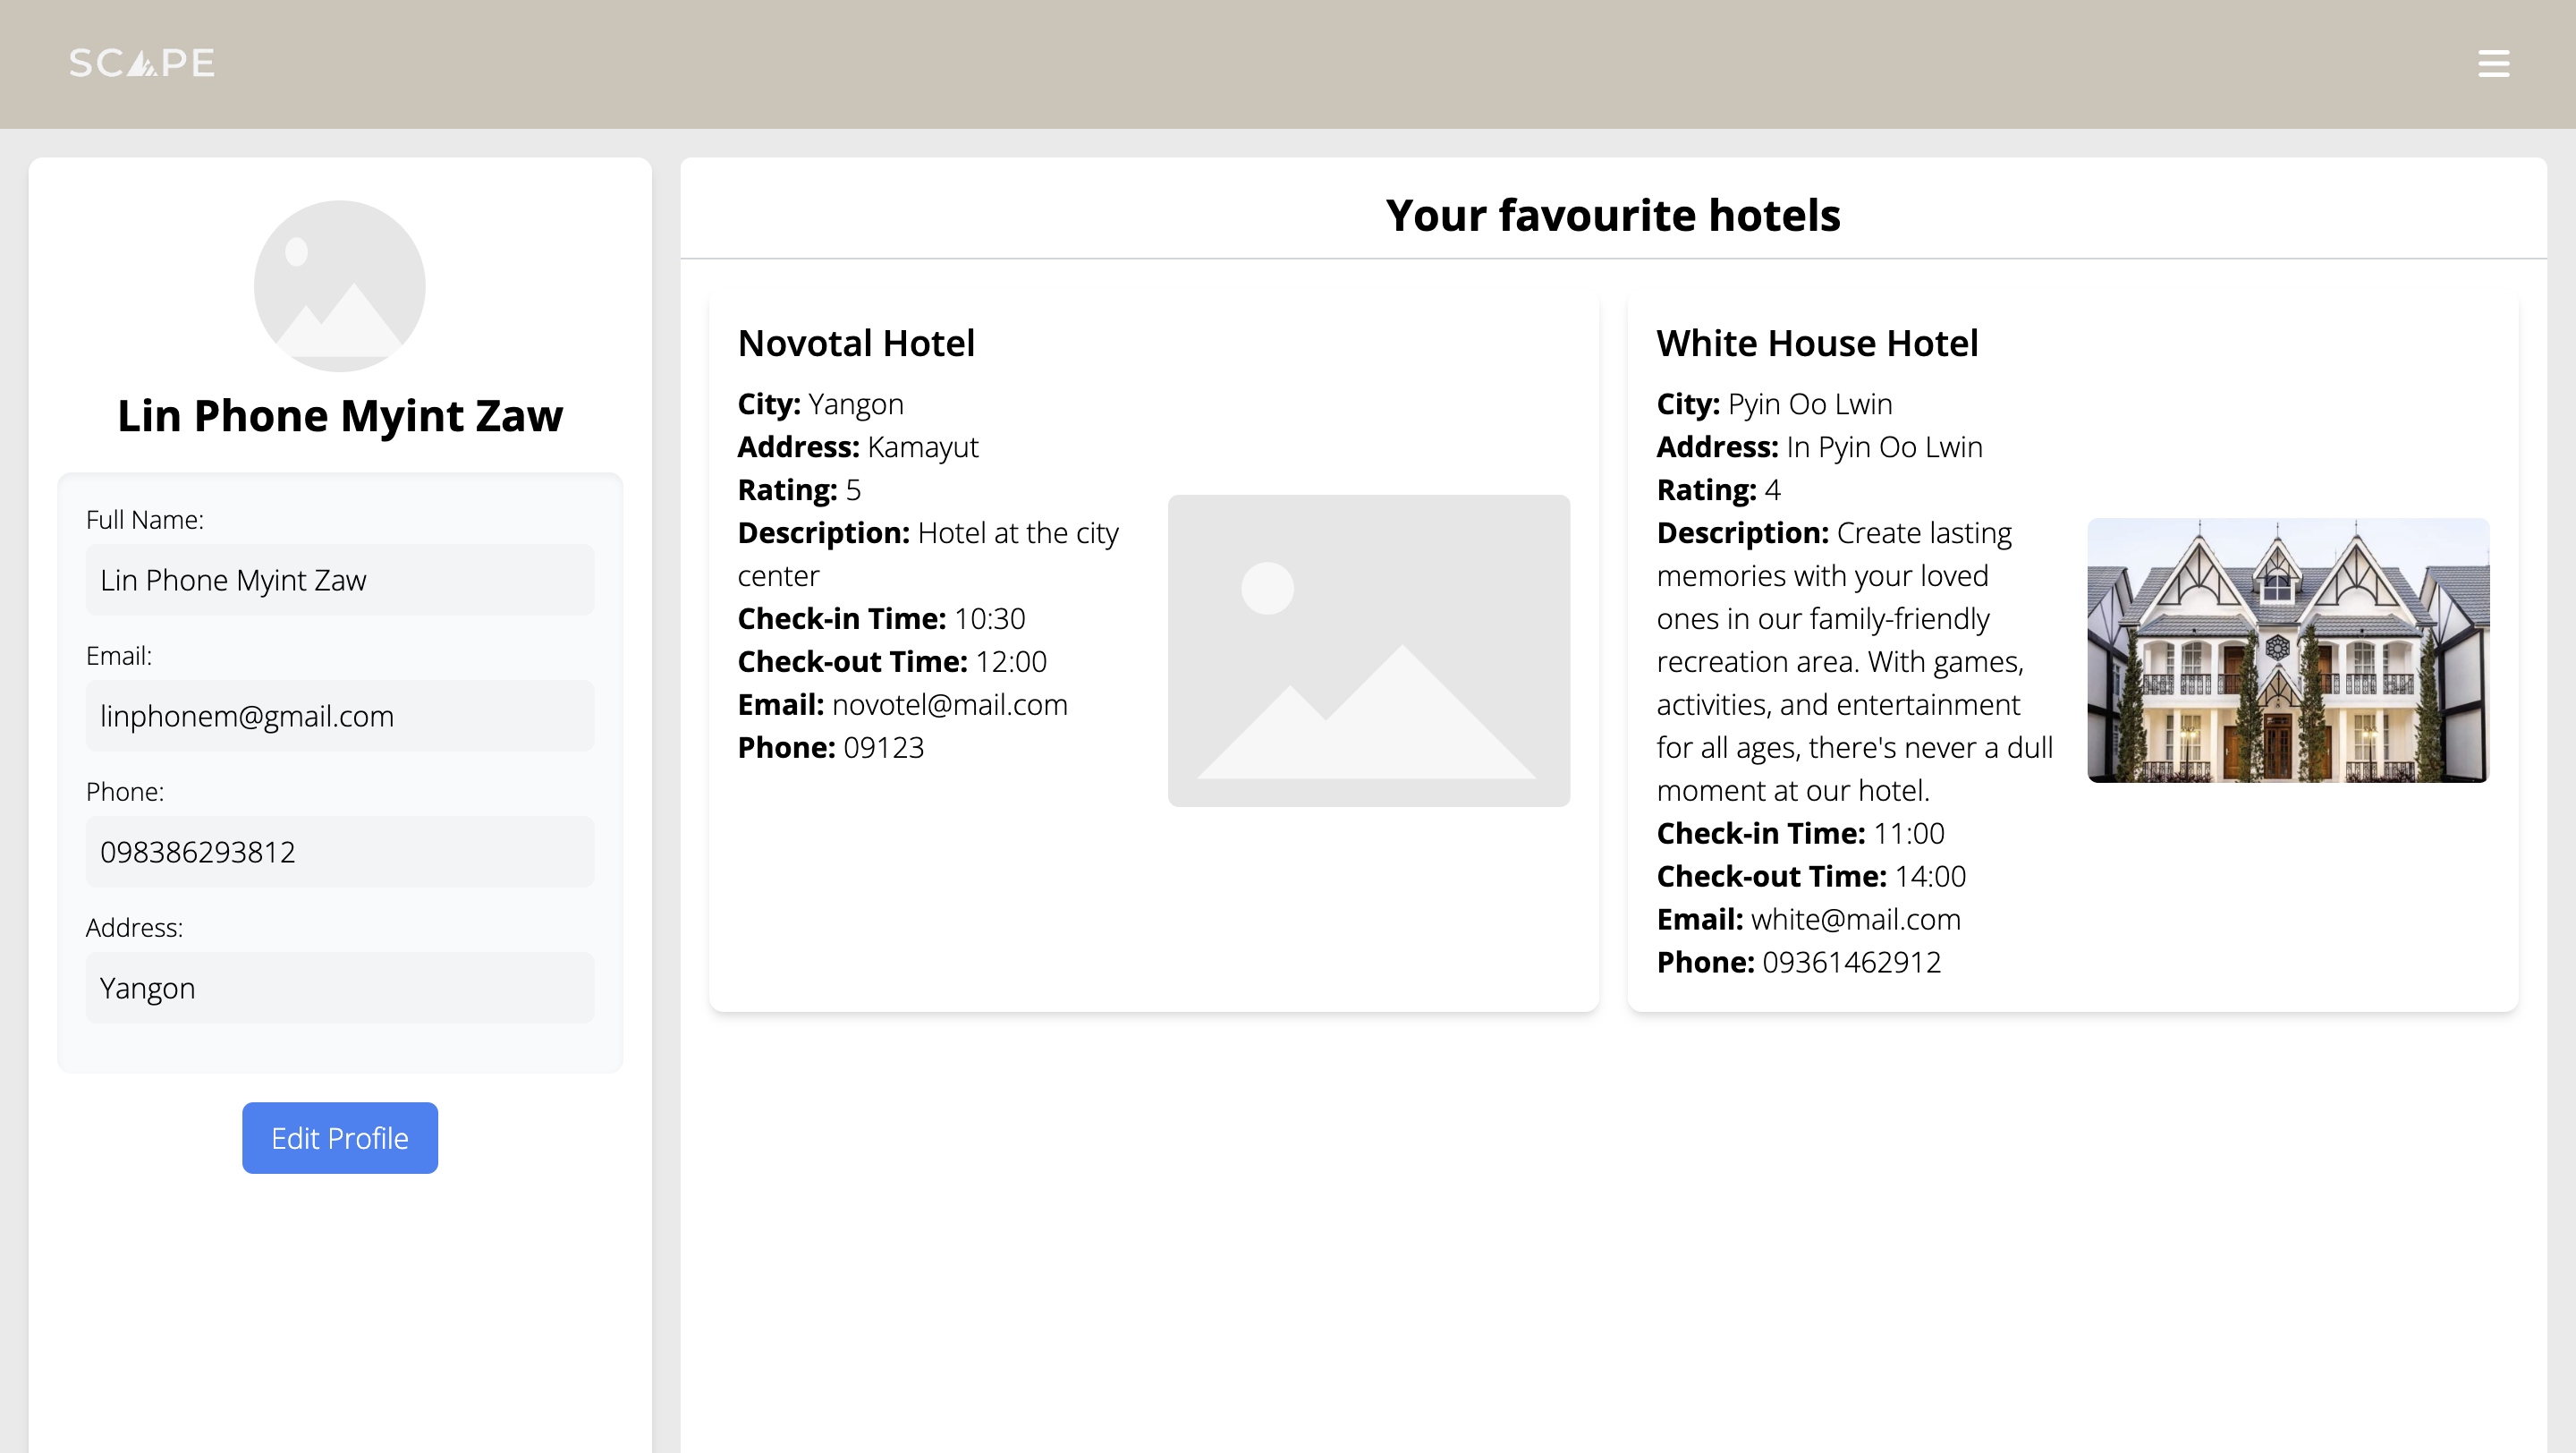 SCAPE
Lin Phone Myint Zaw
Full Name:
Lin Phone Myint Zaw
Email:
linphonem@gmail.com
Phone:
098386293812
Address:
Yangon
Edit Profile
Your favourite hotels
Novotal Hotel
City: Yangon
Address: Kamayut
Rating: 5
Description: Hotel at the city
center
Check-in Time: 10:30
Check-out Time: 12:00
Email: novotel@mail.com
Phone: 09123
White House Hotel
City: Pyin Oo Lwin
Address: In Pyin Oo Lwin
Rating: 4
Description: Create lasting
memories with your loved
ones in our family-friendly
recreation area. With games,
activities, and entertainment
for all ages, there's never a dull
moment at our hotel.
Check-in Time: 11:00
Check-out Time: 14:00
Email: white@mail.com
Phone: 09361462912